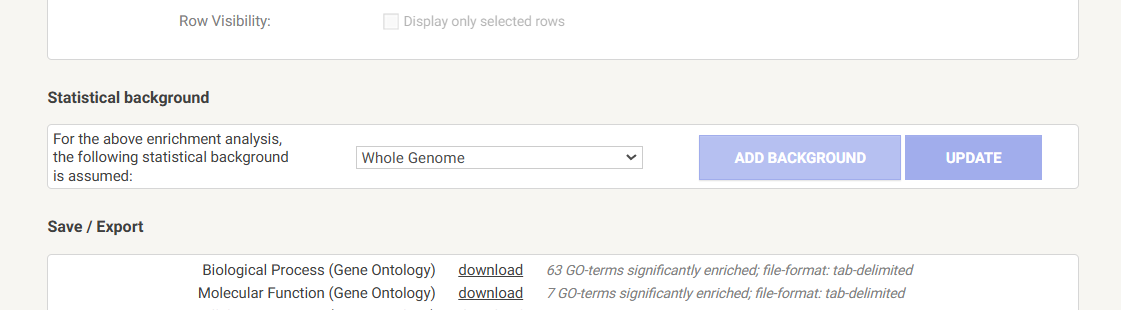 Row Visibility: Display only selected rows
Statistical background
For the above enrichment analysis,
the following statistical background
is assumed:
Whole Genome
ADD BACKGROUND UPDATE
Save / Export
Biological Process (Gene Ontology) download 63 GO-terms significantly enriched; file-format: tab-delimited
Molecular Function (Gene Ontology) download 7 GO-terms significantly enriched; file-format: tab-delimited